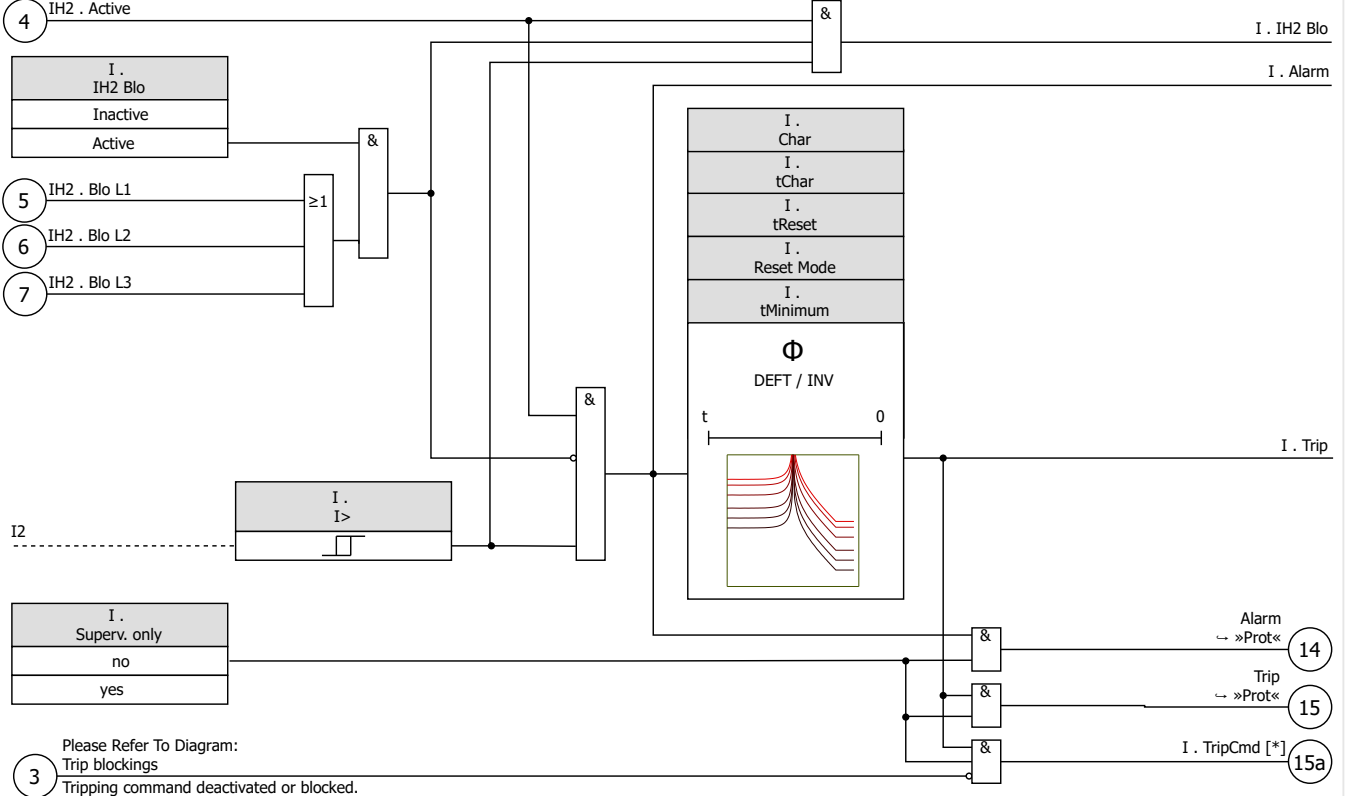 4
IH2 . Active
&
I . IH2 Blo
I . Alarm
I .
IH2 Blo
Inactive
Active
&
5
IH2 . Blo L1
6
IH2 . Blo L2
7
IH2 . Blo L3
≥1
I .
Char
I .
tChar
I .
tReset
I .
Reset Mode
I .
tMinimum
Φ
DEFT / INV
t 0
&
I . Trip
I2
I .
I>
I .
Superv. only
no
yes
&
Alarm
↪ »Prot«
14
&
Trip
↪ »Prot«
15
&
I . TripCmd [*]
15a
3
Please Refer To Diagram:
Trip blockings
Tripping command deactivated or blocked.